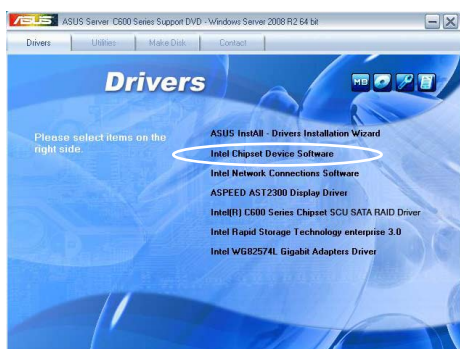 ASUS ASUS Server C600 Series Support DVD - Windows Server 2008 R2 64 bit
Drivers Utilities Make Disk Contact
Drivers
MB
Please select items on the
right side.
ASUS InstAll - Drivers Installation Wizard
Intel Chipset Device Software
Intel Network Connections Software
ASPEED AST2300 Display Driver
Intel(R) C600 Series Chipset SCU SATA RAID Driver
Intel Rapid Storage Technology enterprise 3.0
Intel WG82574L Gigabit Adapters Driver